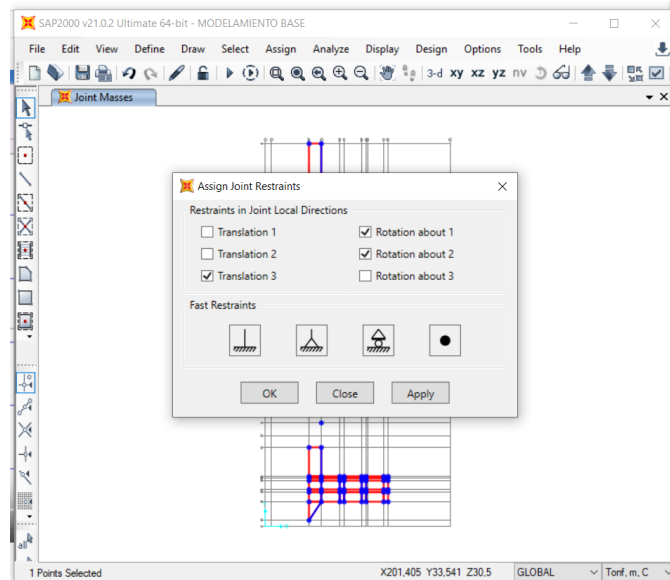 SAP2000 v21.0.2 Ultimate 64-bit - MODELAMIENTO BASE
File Edit View Define Draw Select Assign Analyze Display Design Options Tools Help
3-d xy xz yz nv
Joint Masses
Assign Joint Restraints
Restraints in Joint Local Directions
Translation 1 Rotation about 1
Translation 2 Rotation about 2
Translation 3 Rotation about 3
Fast Restraints
OK Close Apply
all
1 Points Selected X201,405 Y33,541 Z30,5 GLOBAL Tonf, m, C